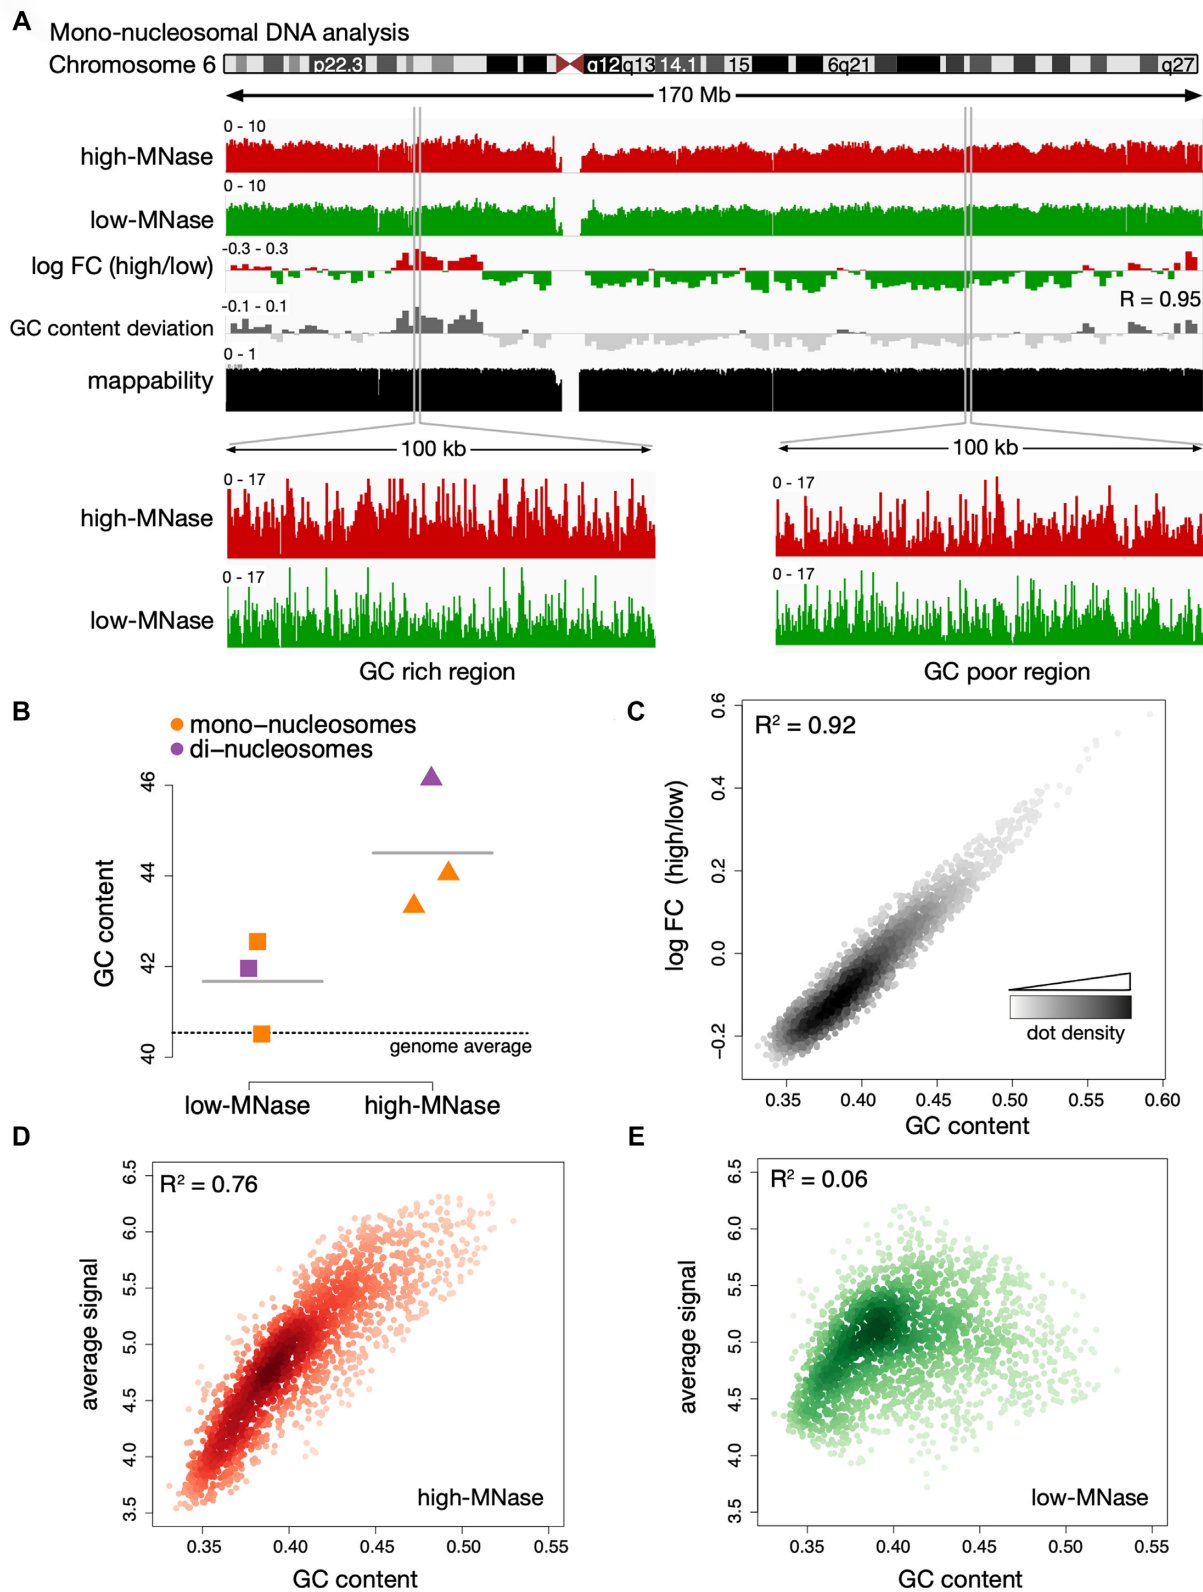 A
Mono-nucleosomal DNA analysis
Chromosome 6
p22.3 q12 q13 14.1 15 6q21 q27
170 Mb
0 - 10
high-MNase
0 - 10
low-MNase
-0.3 - 0.3
log FC (high/low)
R = 0.95
-0.1 - 0.1
GC content deviation
0 - 1
mappability
100 kb 100 kb
0 - 17 0 - 17
high-MNase
0 - 17 0 - 17
low-MNase
GC rich region GC poor region
B
mono–nucleosomes
di–nucleosomes
46
44
42
40
GC content
genome average
low-MNase high-MNase
C
R² = 0.92
0.6
0.4
0.2
0.0
−0.2
log FC (high/low)
dot density
0.35 0.40 0.45 0.50 0.55 0.60
GC content
D
R² = 0.76
6.5
6.0
5.5
5.0
4.5
4.0
3.5
average signal
high-MNase
0.35 0.40 0.45 0.50 0.55
GC content
E
R² = 0.06
6.5
6.0
5.5
5.0
4.5
4.0
3.5
average signal
low-MNase
0.35 0.40 0.45 0.50 0.55
GC content